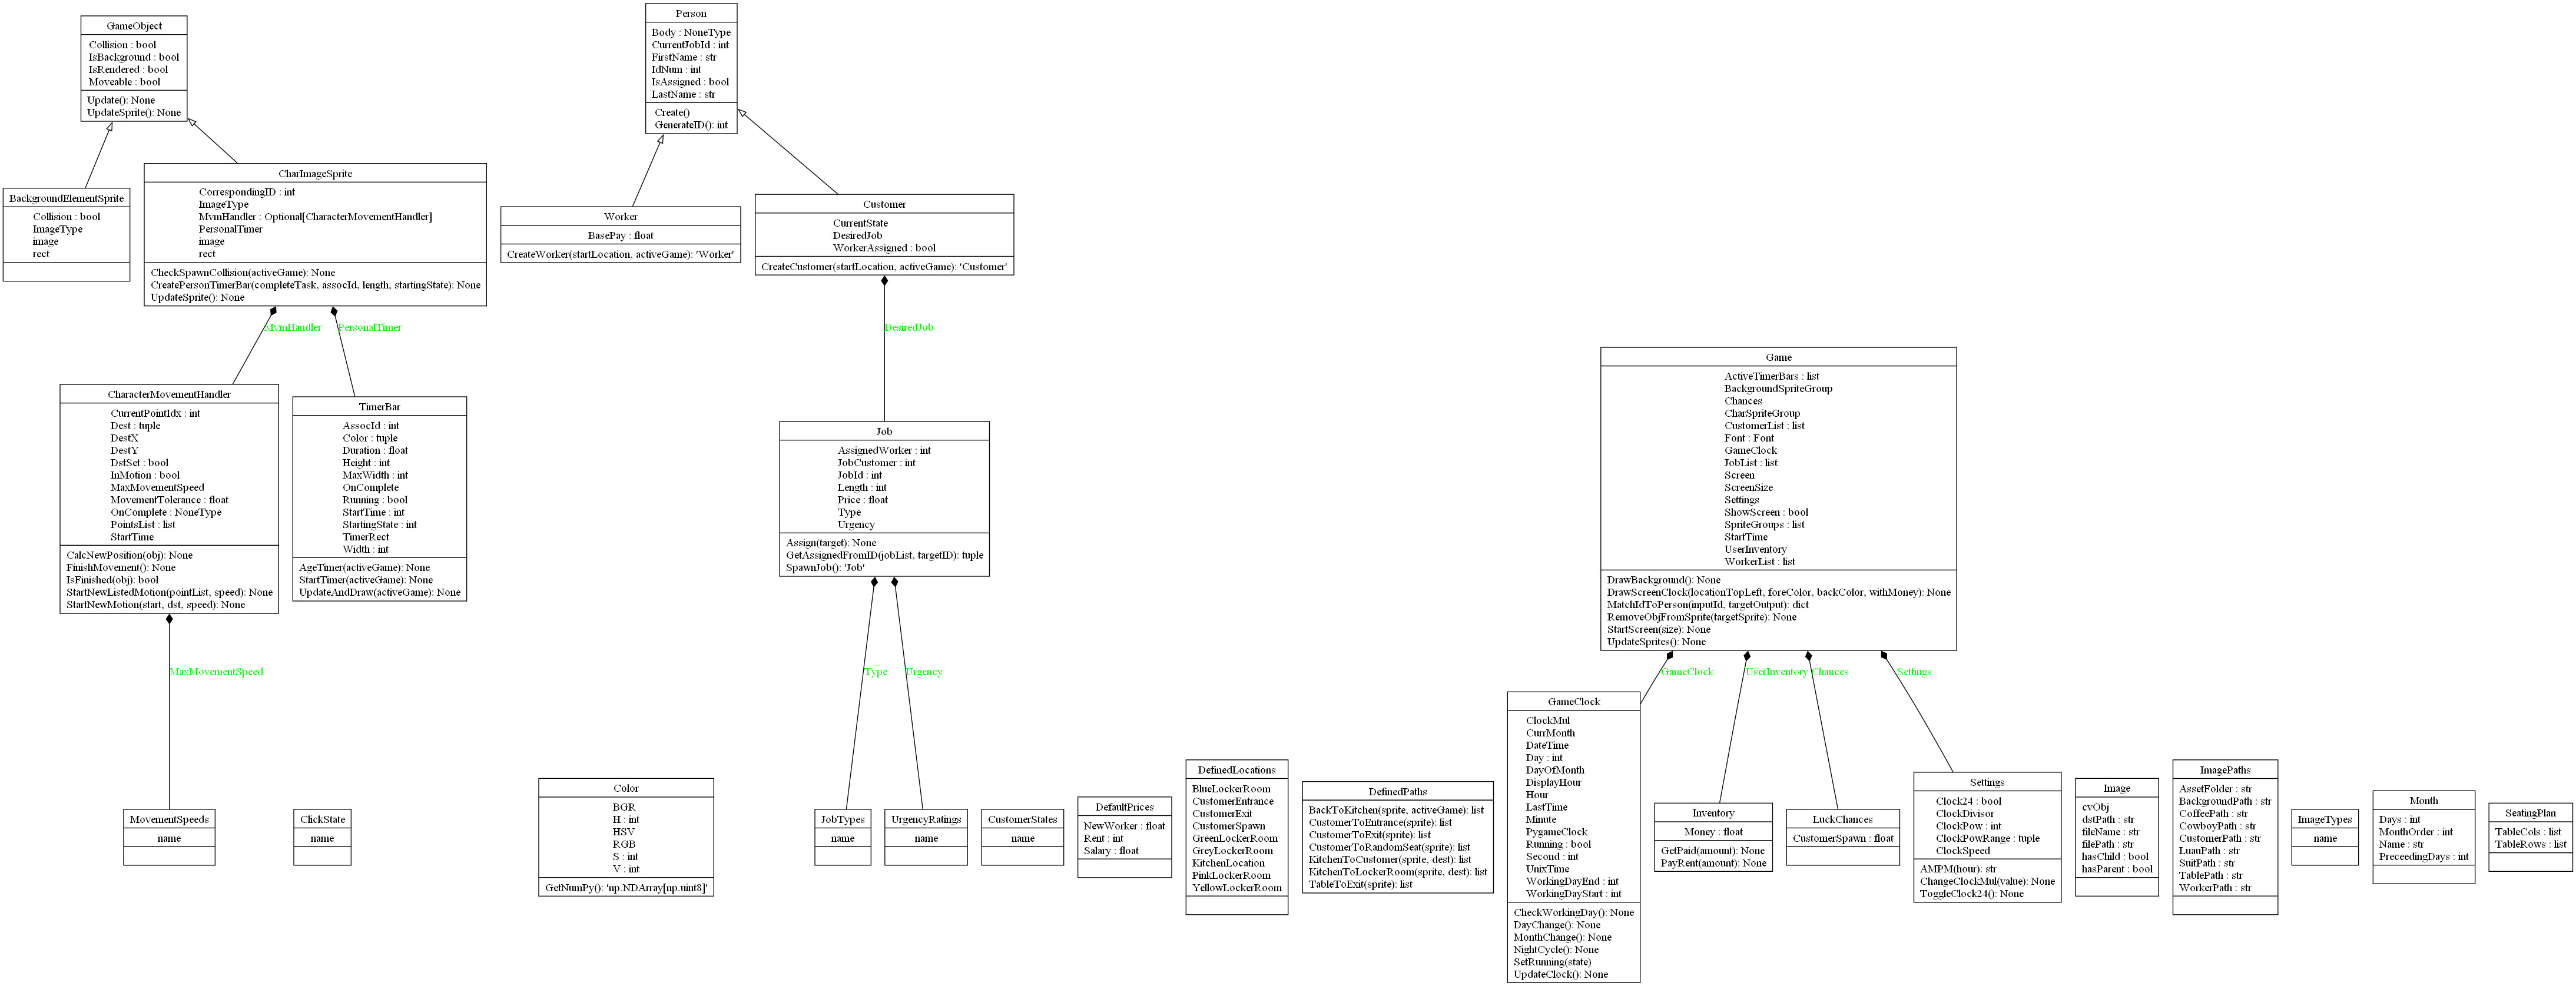 GameObject
Collision : bool
IsBackground : bool
IsRendered : bool
Moveable : bool
Update(): None
UpdateSprite(): None
Person
Body : NoneType
CurrentJobId : int
FirstName : str
IdNum : int
IsAssigned : bool
LastName : str
Create()
GenerateID(): int
BackgroundElementSprite
Collision : bool
ImageType
image
rect
CharImageSprite
CorrespondingID : int
ImageType
MvmHandler : Optional[CharacterMovementHandler]
PersonalTimer
image
rect
CheckSpawnCollision(activeGame): None
CreatePersonTimerBar(completeTask, assocId, length, startingState): None
UpdateSprite(): None
Worker
BasePay : float
CreateWorker(startLocation, activeGame): 'Worker'
Customer
CurrentState
DesiredJob
WorkerAssigned : bool
CreateCustomer(startLocation, activeGame): 'Customer'
MvmHandler
PersonalTimer
DesiredJob
CharacterMovementHandler
CurrentPointIdx : int
Dest : tuple
DestX
DestY
DstSet : bool
InMotion : bool
MaxMovementSpeed
MovementTolerance : float
OnComplete : NoneType
PointsList : list
StartTime
CalcNewPosition(obj): None
FinishMovement(): None
IsFinished(obj): bool
StartNewListedMotion(pointList, speed): None
StartNewMotion(start, dst, speed): None
TimerBar
AssocId : int
Color : tuple
Duration : float
Height : int
MaxWidth : int
OnComplete
Running : bool
StartTime : int
StartingState : int
TimerRect
Width : int
AgeTimer(activeGame): None
StartTimer(activeGame): None
UpdateAndDraw(activeGame): None
Job
AssignedWorker : int
JobCustomer : int
JobId : int
Length : int
Price : float
Type
Urgency
Assign(target): None
GetAssignedFromID(jobList, targetID): tuple
SpawnJob(): 'Job'
Game
ActiveTimerBars : list
BackgroundSpriteGroup
Chances
CharSpriteGroup
CustomerList : list
Font : Font
GameClock
JobList : list
Screen
ScreenSize
Settings
ShowScreen : bool
SpriteGroups : list
StartTime
UserInventory
WorkerList : list
DrawBackground(): None
DrawScreenClock(locationTopLeft, foreColor, backColor, withMoney): None
MatchIdToPerson(inputId, targetOutput): dict
RemoveObjFromSprite(targetSprite): None
StartScreen(size): None
UpdateSprites(): None
MaxMovementSpeed
Type
Urgency
GameClock
UserInventory
Chances
Settings
MovementSpeeds
name
ClickState
name
Color
BGR
H : int
HSV
RGB
S : int
V : int
GetNumPy(): 'np.NDArray[np.uint8]'
JobTypes
name
UrgencyRatings
name
CustomerStates
name
DefaultPrices
NewWorker : float
Rent : int
Salary : float
DefinedLocations
BlueLockerRoom
CustomerEntrance
CustomerExit
CustomerSpawn
GreenLockerRoom
GreyLockerRoom
KitchenLocation
PinkLockerRoom
YellowLockerRoom
DefinedPaths
BackToKitchen(sprite, activeGame): list
CustomerToEntrance(sprite): list
CustomerToExit(sprite): list
CustomerToRandomSeat(sprite): list
KitchenToCustomer(sprite, dest): list
KitchenToLockerRoom(sprite, dest): list
TableToExit(sprite): list
GameClock
ClockMul
CurrMonth
DateTime
Day : int
DayOfMonth
DisplayHour
Hour
LastTime
Minute
PygameClock
Running : bool
Second : int
UnixTime
WorkingDayEnd : int
WorkingDayStart : int
CheckWorkingDay(): None
DayChange(): None
MonthChange(): None
NightCycle(): None
SetRunning(state)
UpdateClock(): None
Inventory
Money : float
GetPaid(amount): None
PayRent(amount): None
LuckChances
CustomerSpawn : float
Settings
Clock24 : bool
ClockDivisor
ClockPow : int
ClockPowRange : tuple
ClockSpeed
AMPM(hour): str
ChangeClockMul(value): None
ToggleClock24(): None
Image
cvObj
dstPath : str
fileName : str
filePath : str
hasChild : bool
hasParent : bool
ImagePaths
AssetFolder : str
BackgroundPath : str
CoffeePath : str
CowboyPath : str
CustomerPath : str
LuauPath : str
SuitPath : str
TablePath : str
WorkerPath : str
ImageTypes
name
Month
Days : int
MonthOrder : int
Name : str
PreceedingDays : int
SeatingPlan
TableCols : list
TableRows : list